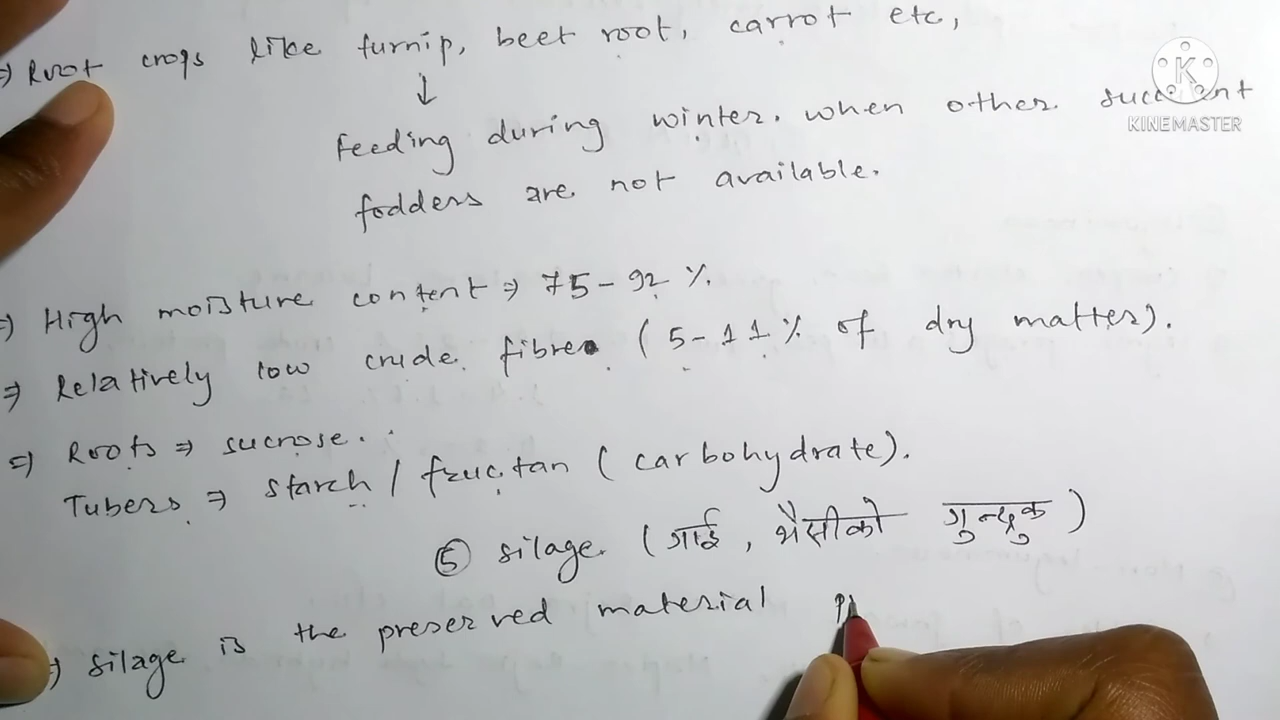 ⇒ Root crops like turnip, beet root, carrot etc,
↓
Feeding during winter. when other succulent
fodders are not available.
⇒ High moisture content ⇒ 75-92 %.
⇒ Relatively low crude fibre (5-11% of dry matter).
⇒ Roots ⇒ sucrose.
Tubers ⇒ starch / fructan (carbohydrate).
⑤ silage. (गाई, भैसीको गुन्द्रुक)
⇒ silage is the preserved material
K
KINEMASTER